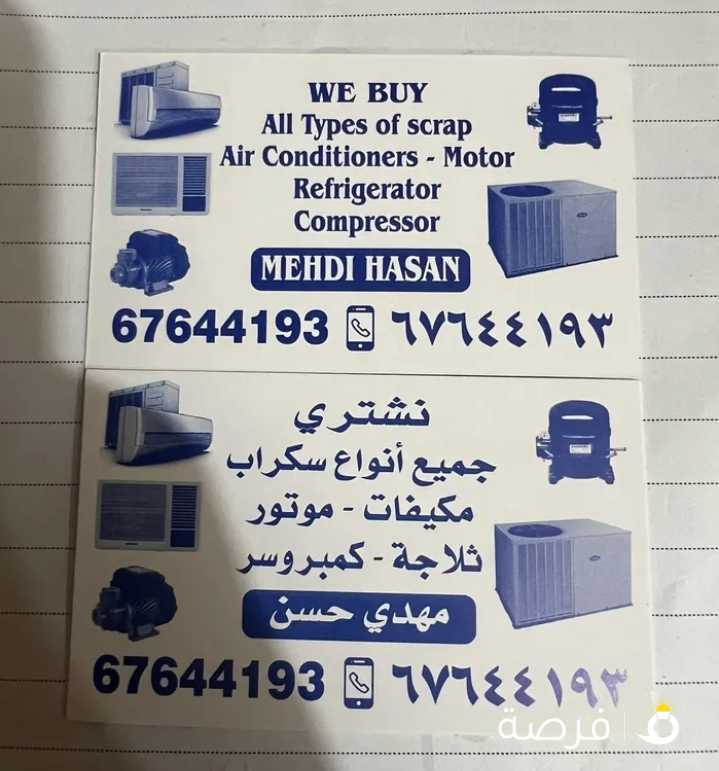 WE BUY
All Types of scrap
Air Conditioners - Motor
Refrigerator
Compressor
MEHDI HASAN
67644193 ٦٧٦٤٤١٩٣
نشتري
جميع أنواع سكراب
مكيفات - موتور
ثلاجة - كمبروسر
مهدي حسن
67644193 ٦٧٦٤٤١٩٣
فرصة